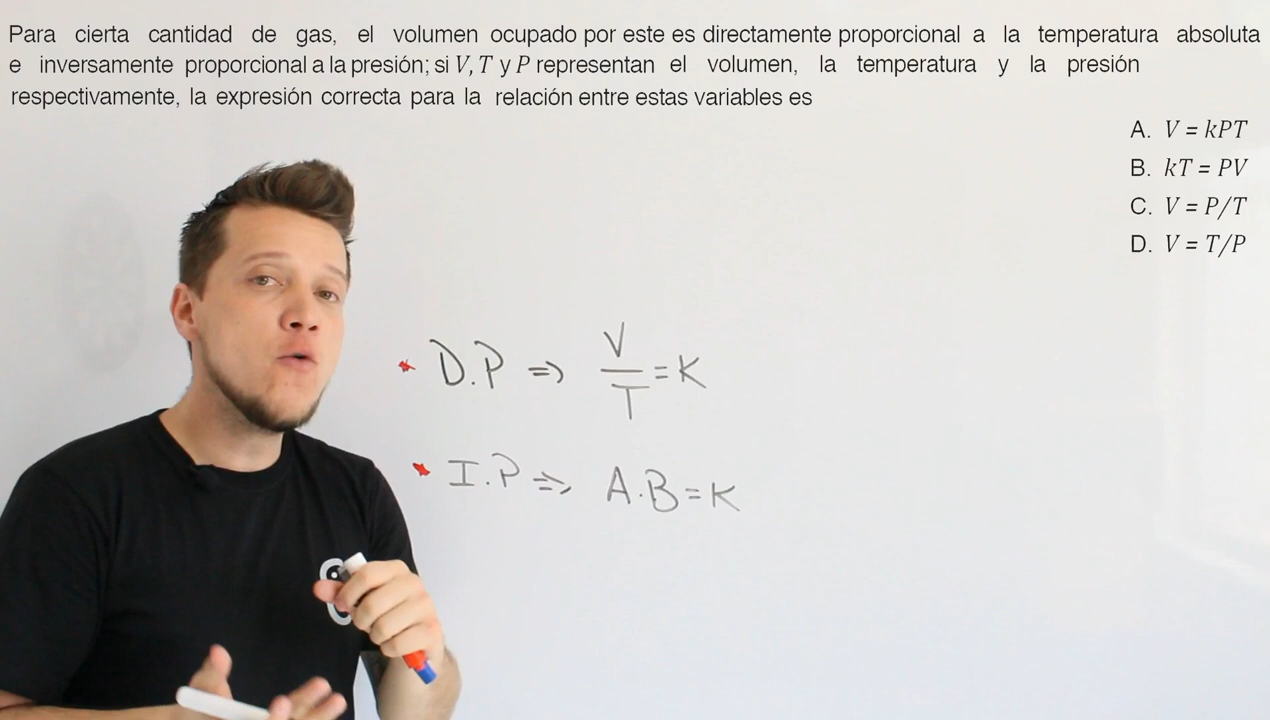 Para cierta cantidad de gas, el volumen ocupado por este es directamente proporcional a la temperatura absoluta
e inversamente proporcional a la presión; si V, T y P representan el volumen, la temperatura y la presión
respectivamente, la expresión correcta para la relación entre estas variables es
A. V = kPT
B. kT = PV
C. V = P/T
D. V = T/P
* D.P ⇒ V/T = K
* I.P ⇒ A.B = K